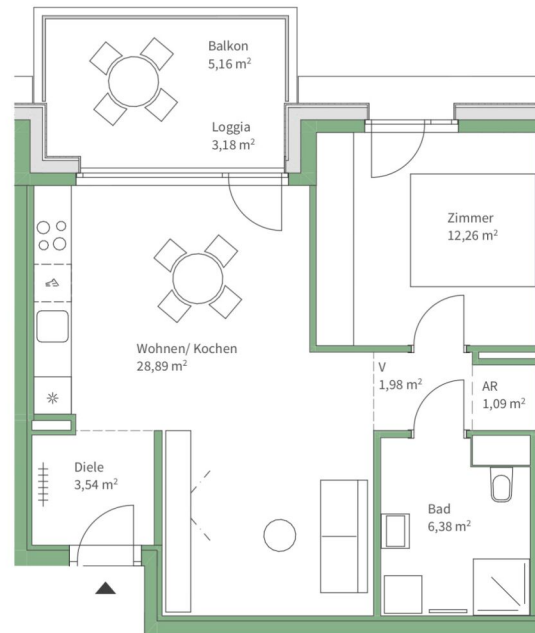 Balkon
5,16 m²
Loggia
3,18 m²
Zimmer
12,26 m²
Wohnen/ Kochen
28,89 m²
V
1,98 m²
AR
1,09 m²
Diele
3,54 m²
Bad
6,38 m²